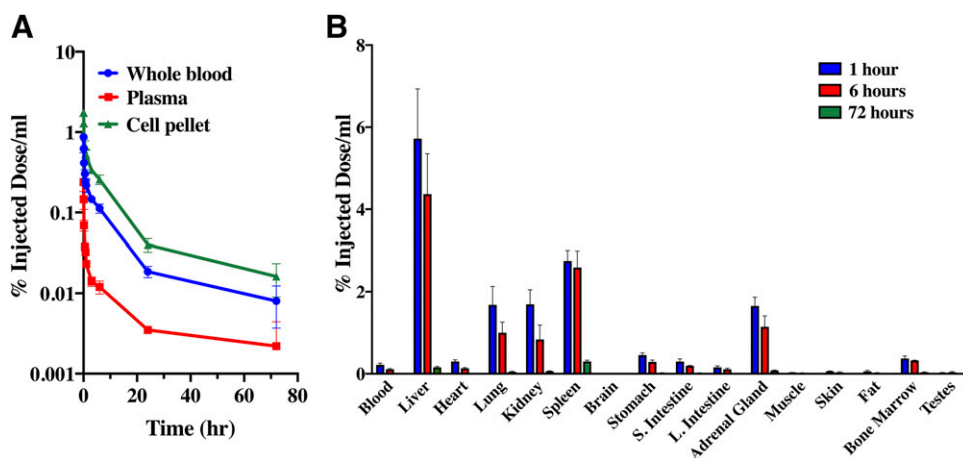 A
% Injected Dose/ml
10
1
0.1
0.01
0.001
Whole blood
Plasma
Cell pellet
0
20
40
60
80
Time (hr)
B
% Injected Dose/ml
8
6
4
2
0
1 hour
6 hours
72 hours
Blood
Liver
Heart
Lung
Kidney
Spleen
Brain
Stomach
S. Intestine
L. Intestine
Adrenal Gland
Muscle
Skin
Fat
Bone Marrow
Testes